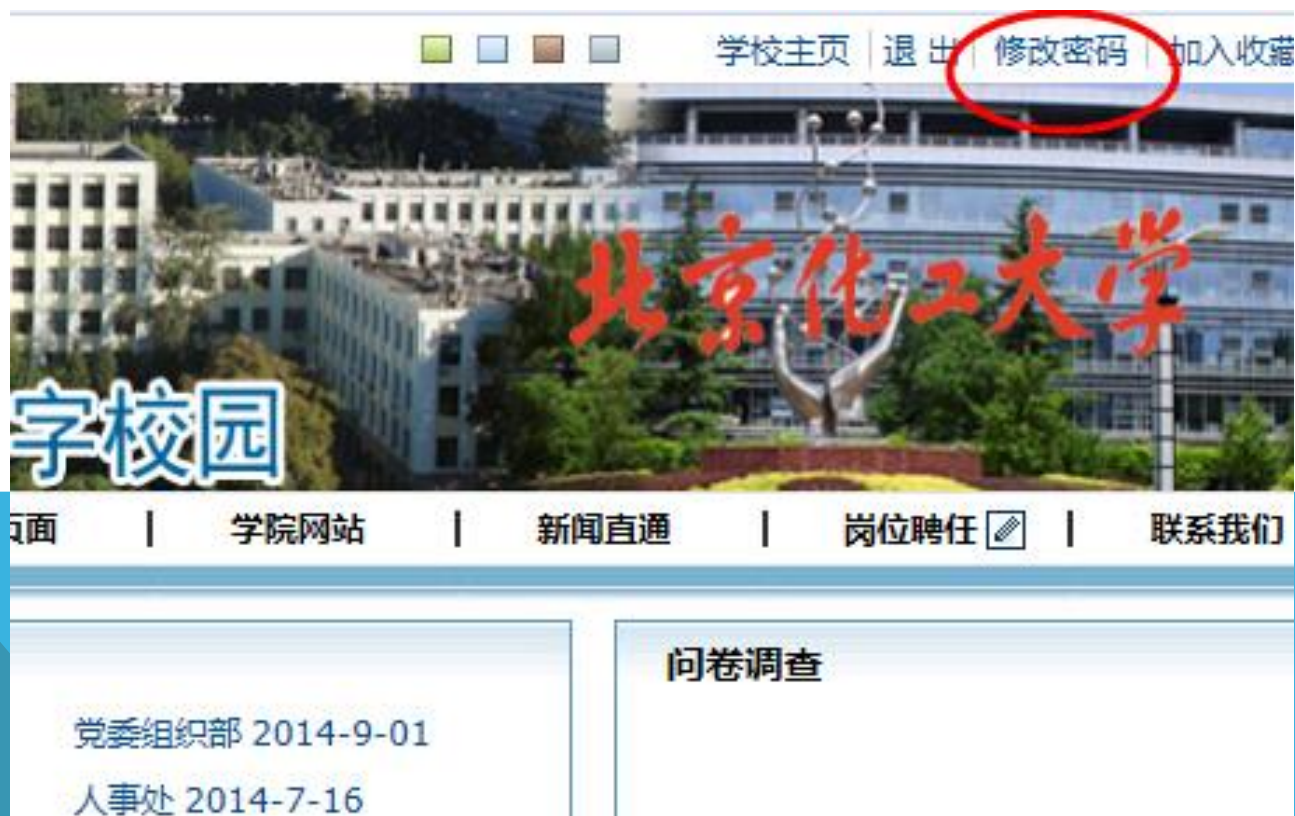 学校主页 | 退 出 | 修改密码 | 加入收藏
北京化工大学
字校园
页面 | 学院网站 | 新闻直通 | 岗位聘任 | 联系我们
问卷调查
党委组织部 2014-9-01
人事处 2014-7-16